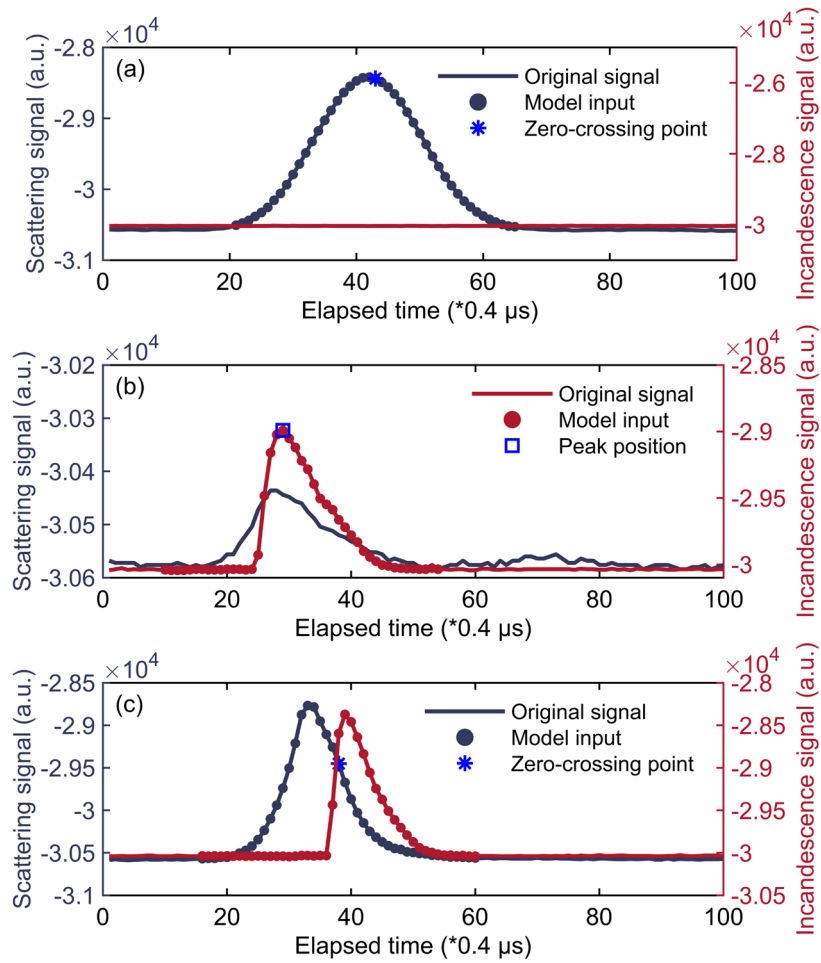 ×10⁴
×10⁴
(a)
Original signal
Model input
Zero-crossing point
-2.8
-2.9
-3
-3.1
-2.6
-2.6
-2.8
-3
0
20
40
60
80
100
Scattering signal (a.u.)
Incandescence signal (a.u.)
Elapsed time (*0.4 µs)
×10⁴
×10⁴
(b)
Original signal
Model input
Peak position
-3.02
-3.03
-3.04
-3.05
-3.06
-2.85
-2.9
-2.95
-3
0
20
40
60
80
100
Scattering signal (a.u.)
Incandescence signal (a.u.)
Elapsed time (*0.4 µs)
×10⁴
×10⁴
(c)
Original signal
Model input
Zero-crossing point
-2.85
-2.9
-2.95
-3
-3.05
-3.1
-2.8
-2.85
-2.9
-2.95
-3
-3.05
0
20
40
60
80
100
Scattering signal (a.u.)
Incandescence signal (a.u.)
Elapsed time (*0.4 µs)